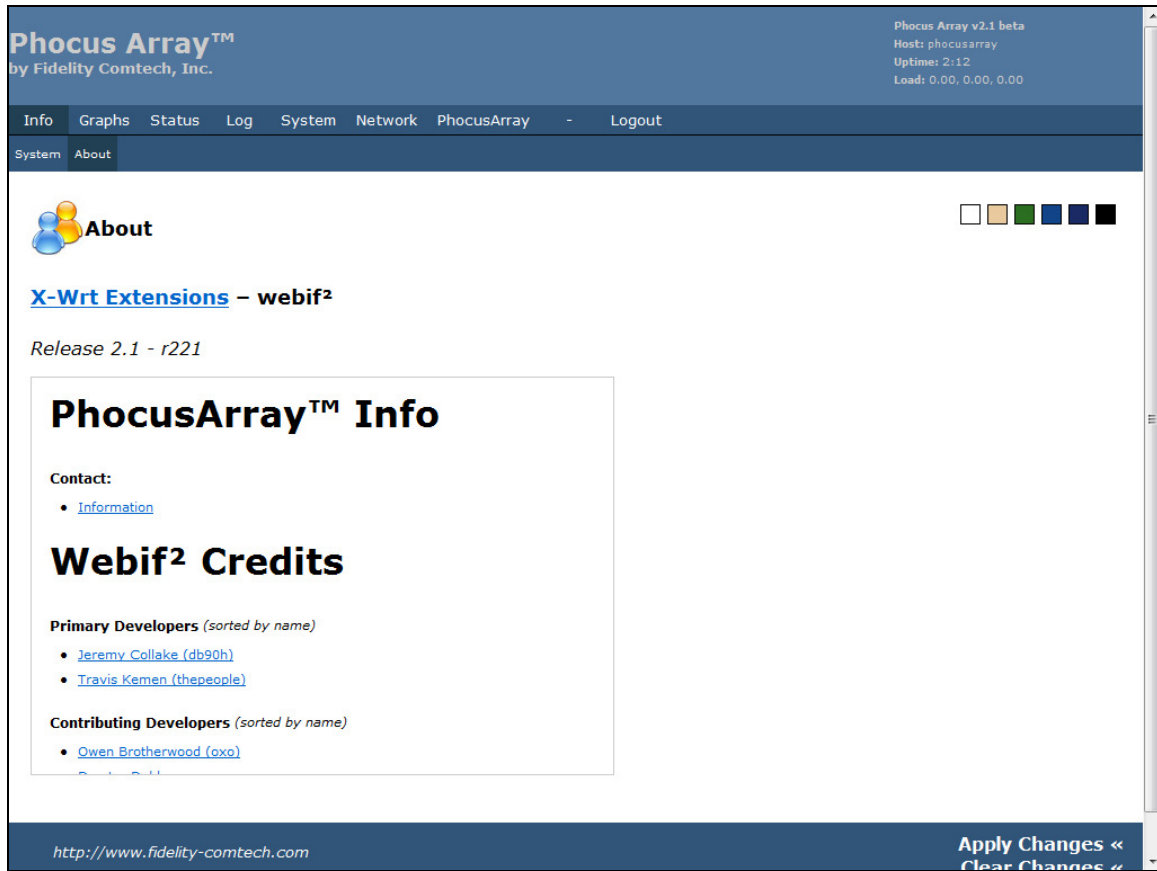 Phocus Array™
by Fidelity Comtech, Inc.
Phocus Array v2.1 beta
Host: phocusarray
Uptime: 2:12
Load: 0.00, 0.00, 0.00
Info Graphs Status Log System Network PhocusArray - Logout
System About
About
X-Wrt Extensions – webif²
Release 2.1 - r221
PhocusArray™ Info
Contact:
• Information
Webif² Credits
Primary Developers (sorted by name)
• Jeremy Collake (db90h)
• Travis Kemen (thepeople)
Contributing Developers (sorted by name)
• Owen Brotherwood (oxo)
http://www.fidelity-comtech.com
Apply Changes «
Clear Changes «